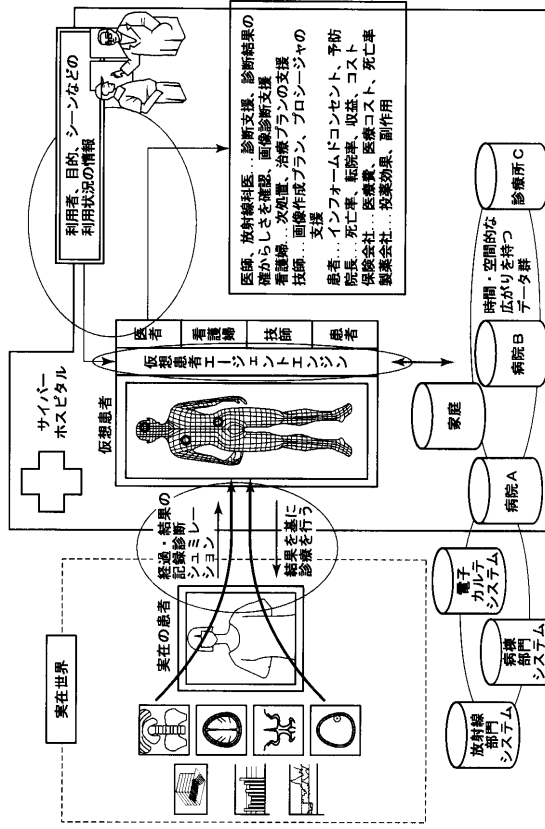 実在世界
実在の患者
経過・結果の
記録診断
シュミレー
ション
結果を基に
診療を行う
サイバー
ホスピタル
仮想患者
仮想患者エージェントエンジン
医者
看護婦
技師
患者
利用者、目的、シーンなどの
利用状況の情報
医師、放射線科医…診断支援、診断結果の
確からしさを確認、画像診断支援
看護婦…次処置、治療プランの支援
技師…画像作成プラン、プロシージャの
支援
患者…インフォームドコンセント、予防
院長…死亡率、転院率、収益、コスト
保険会社…医療費、医療コスト、死亡率
製薬会社…投薬効果、副作用
放射線
部門
システム
病棟
部門
システム
電子
カルテ
システム
病院A
家庭
病院B
時間・空間的な
広がりを持つ
データ群
診療所C